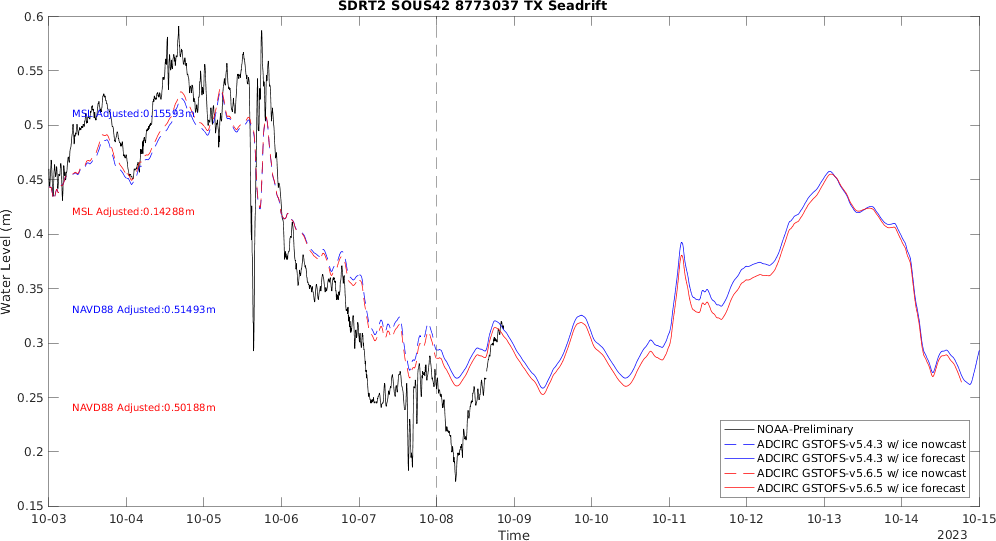 SDRT2 SOUS42 8773037 TX Seadrift
0.6
0.55
0.5
0.45
0.4
0.35
0.3
0.25
0.2
0.15
Water Level (m)
MSL Adjusted:0.15593m
MSL Adjusted:0.14288m
NAVD88 Adjusted:0.51493m
NAVD88 Adjusted:0.50188m
NOAA-Preliminary
ADCIRC GSTOFS-v5.4.3 w/ ice nowcast
ADCIRC GSTOFS-v5.4.3 w/ ice forecast
ADCIRC GSTOFS-v5.6.5 w/ ice nowcast
ADCIRC GSTOFS-v5.6.5 w/ ice forecast
10-03 10-04 10-05 10-06 10-07 10-08 10-09 10-10 10-11 10-12 10-13 10-14 10-15
Time
2023